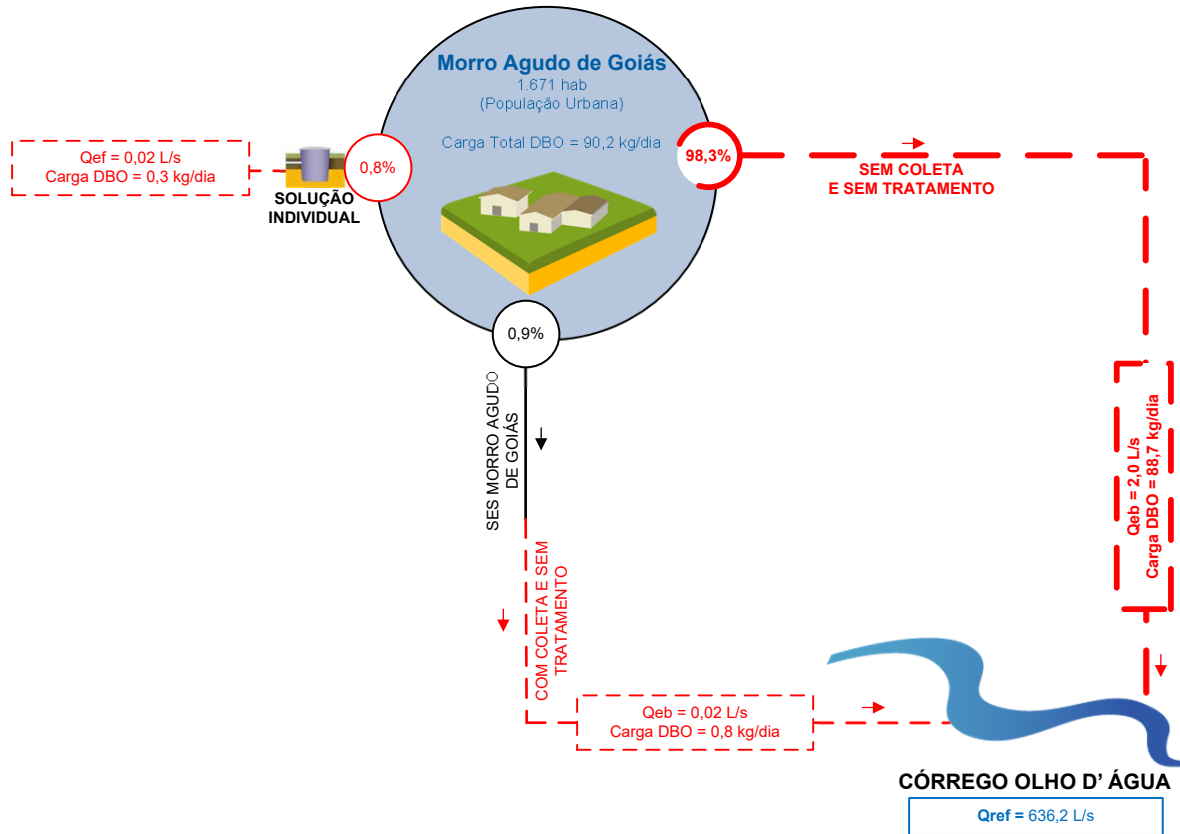 Morro Agudo de Goiás
1.671 hab
(População Urbana)
Carga Total DBO = 90,2 kg/dia
Qef = 0,02 L/s
Carga DBO = 0,3 kg/dia
SOLUÇÃO
INDIVIDUAL
0,8%
98,3%
SEM COLETA
E SEM TRATAMENTO
0,9%
SES MORRO AGUDO
DE GOIÁS
COM COLETA E SEM
TRATAMENTO
Qeb = 2,0 L/s
Carga DBO = 88,7 kg/dia
Qeb = 0,02 L/s
Carga DBO = 0,8 kg/dia
CÓRREGO OLHO D' ÁGUA
Qref = 636,2 L/s